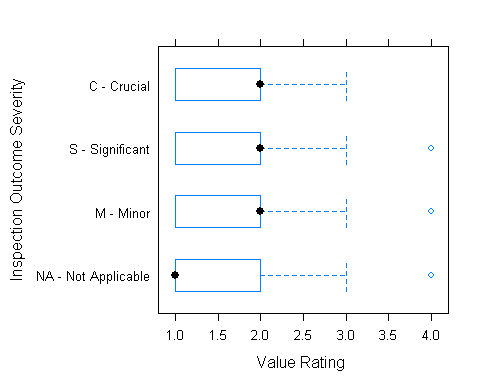 Inspection Outcome Severity
C - Crucial
S - Significant
M - Minor
NA - Not Applicable
1.0 1.5 2.0 2.5 3.0 3.5 4.0
Value Rating